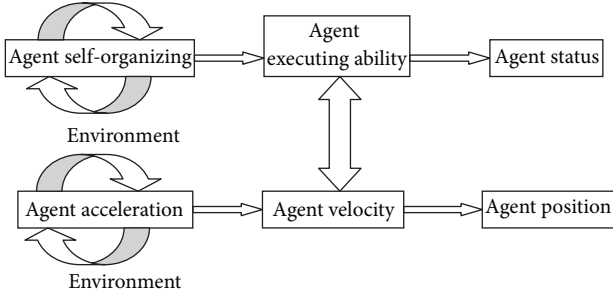 Agent self-organizing
Agent
executing ability
Agent status
Environment
Agent acceleration
Agent velocity
Agent position
Environment